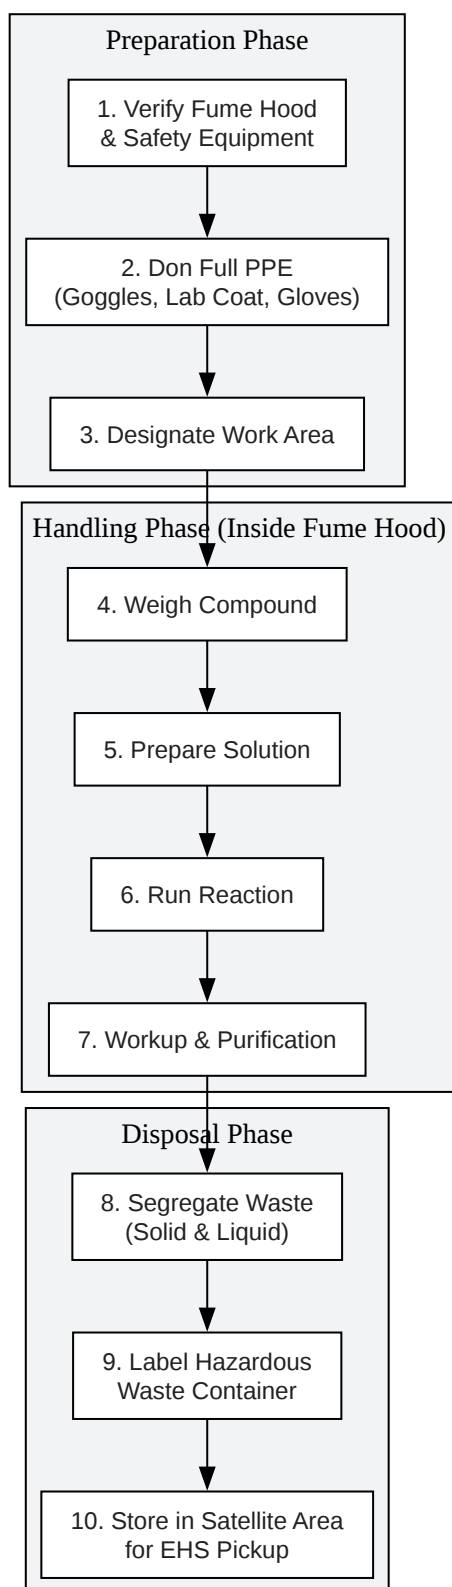 Preparation Phase
1. Verify Fume Hood
& Safety Equipment
2. Don Full PPE
(Goggles, Lab Coat, Gloves)
3. Designate Work Area
Handling Phase (Inside Fume Hood)
4. Weigh Compound
5. Prepare Solution
6. Run Reaction
7. Workup & Purification
Disposal Phase
8. Segregate Waste
(Solid & Liquid)
9. Label Hazardous
Waste Container
10. Store in Satellite Area
for EHS Pickup